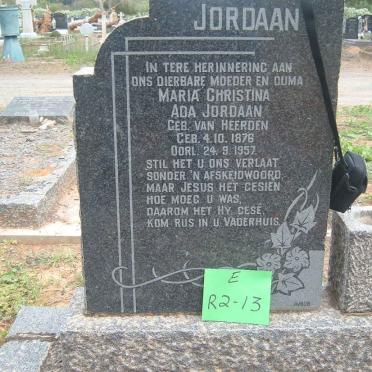 JORDAAN
IN TERE HERINNERING AAN
ONS DIERBARE MOEDER EN OUMA
MARIA CHRISTINA
ADA JORDAAN
GEB. VAN HEERDEN
GEB. 4.10.1876
OORL. 24.9.1957
STIL HET U ONS VERLAAT
SONDER 'N AFSKEIDWOORD,
MAAR JESUS HET GESIEN
HOE MOEG U WAS,
DAAROM HET HY GESÊ,
KOM RUS IN U VADERHUIS.
E
R2-13